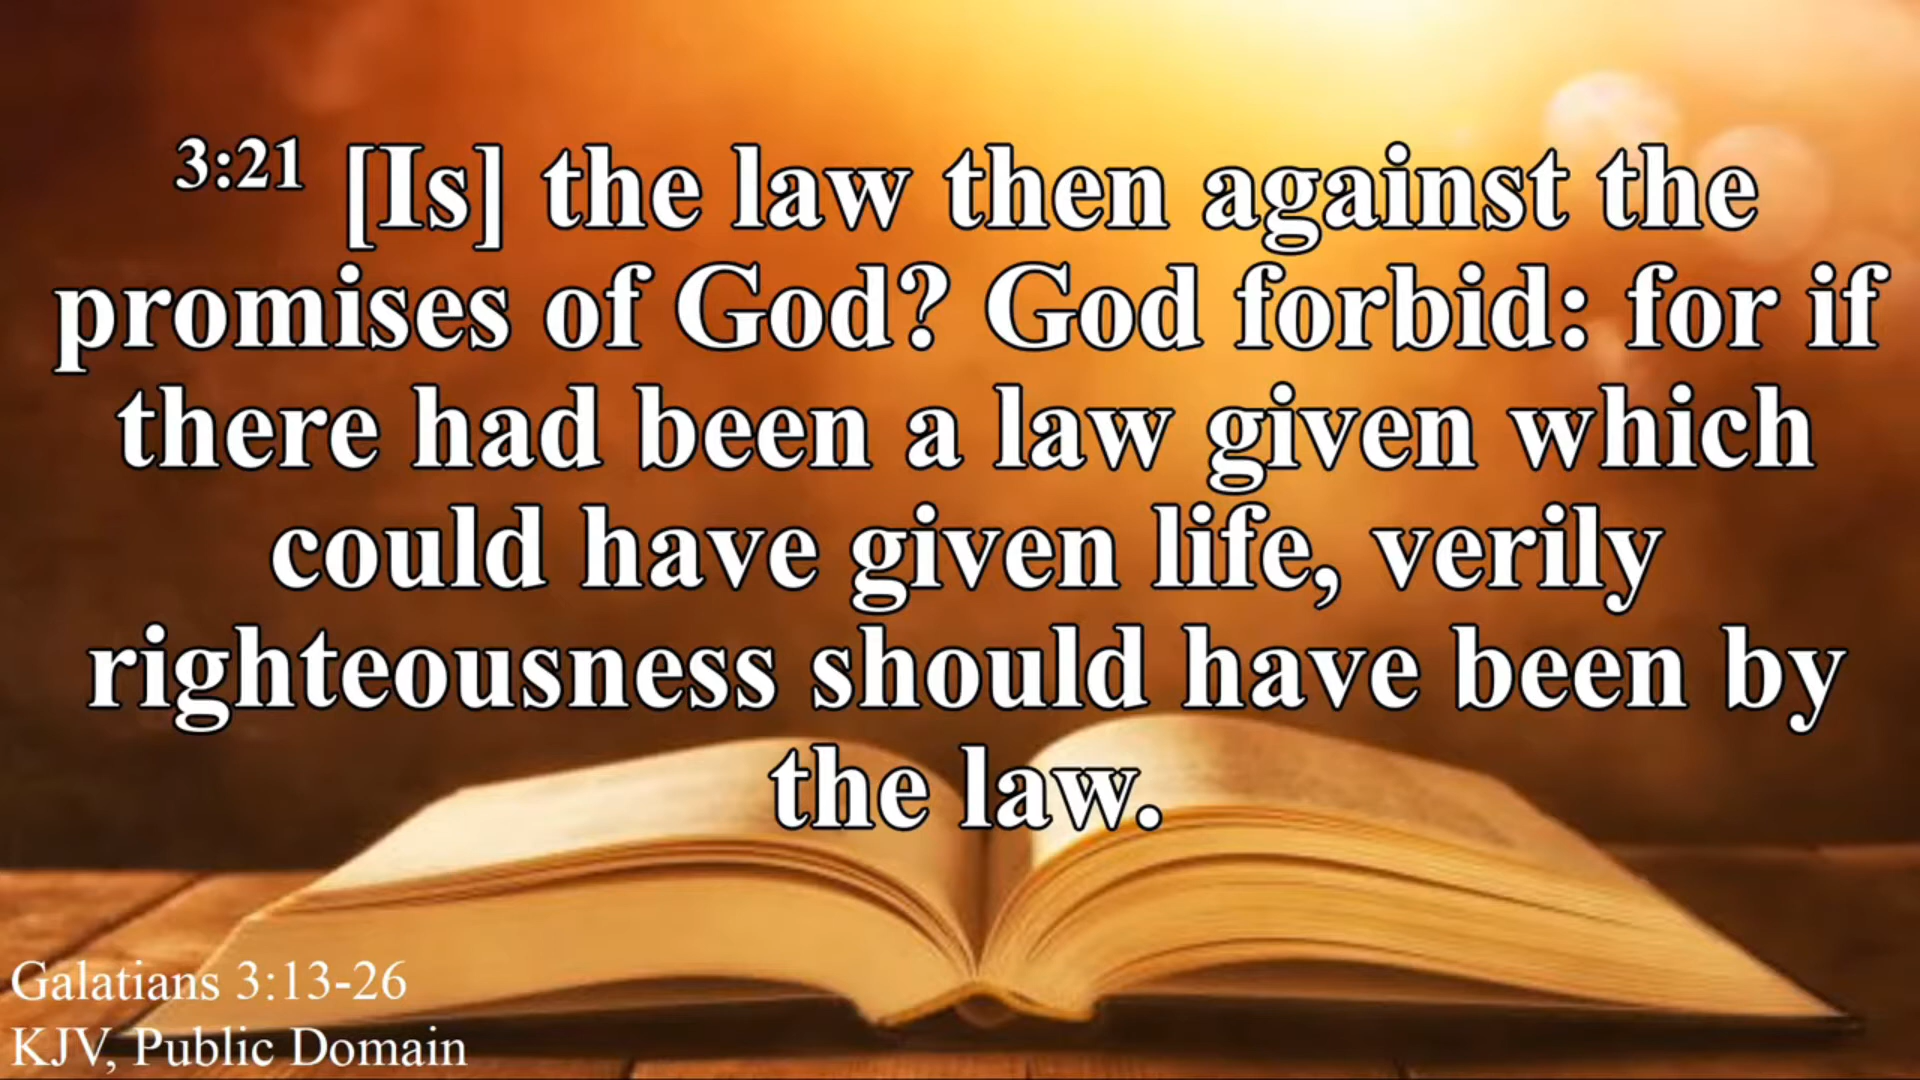 3:21 [Is] the law then against the
promises of God? God forbid: for if
there had been a law given which
could have given life, verily
righteousness should have been by
the law.
Galatians 3:13-26
KJV, Public Domain